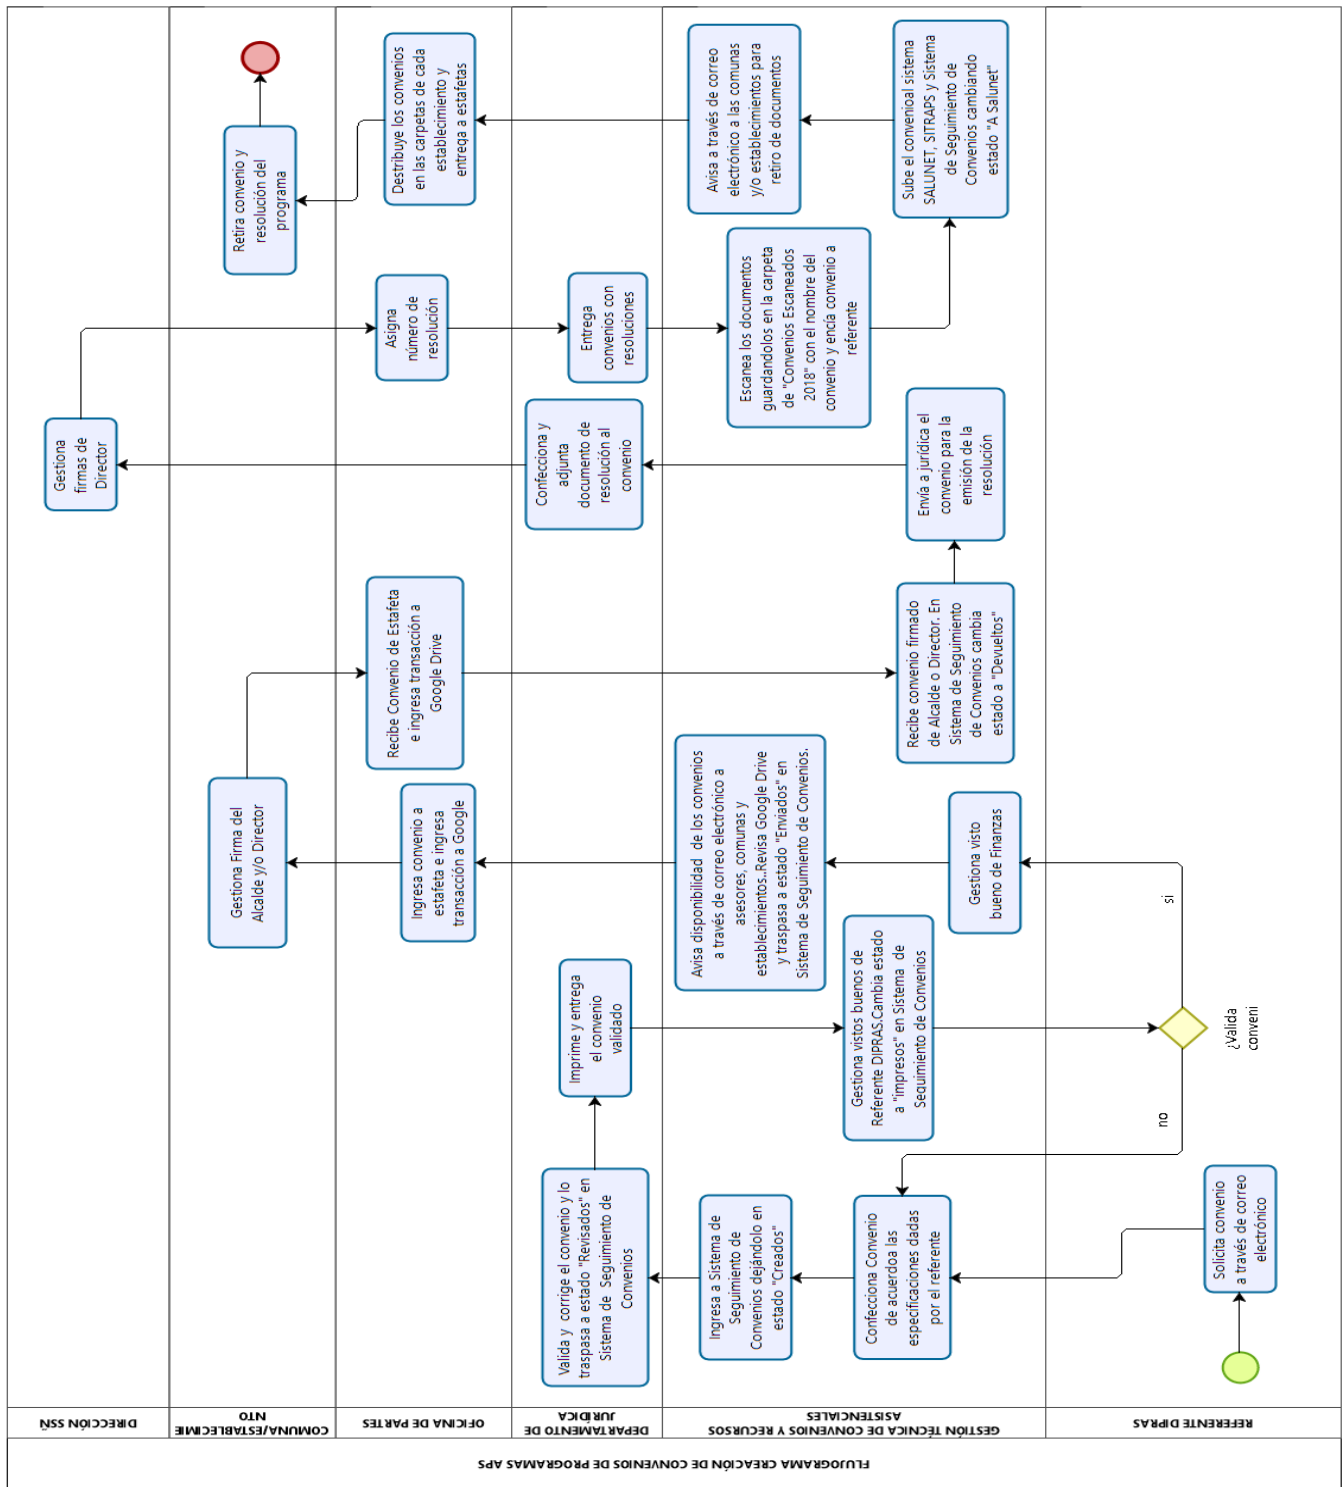 FLUJOGRAMA CREACIÓN DE CONVENIOS DE PROGRAMAS APS
DIRECCIÓN SSÑ
COMUNA/ESTABLECIMIE
NTO
OFICINA DE PARTES
DEPARTAMENTO DE
JURÍDICA
GESTIÓN TÉCNICA DE CONVENIOS Y RECURSOS
ASISTENCIALES
REFERENTE DIPRAS
Solicita convenio
a través de correo
electrónico
Confecciona Convenio
de acuerdoa las
especificaciones dadas
por el referente
Ingresa a Sistema de
Seguimiento de
Convenios dejándolo en
estado "Creados"
Valida y corrige el convenio y lo
traspasa a estado "Revisados" en
Sistema de Seguimiento de
Convenios
Imprime y entrega
el convenio
validado
Gestiona vistos buenos de
Referente DIPRAS.Cambia estado
a "impresos" en Sistema de
Seguimiento de Convenios
¿Valida
conveni
no
si
Gestiona visto
bueno de Finanzas
Avisa disponibilidad de los convenios
a través de correo electrónico a
asesores, comunas y
establecimientos..Revisa Google Drive
y traspasa a estado "Enviados" en
Sistema de Seguimiento de Convenios.
Ingresa convenio a
estafeta e ingresa
transacción a Google
Gestiona Firma del
Alcalde y/o Director
Recibe Convenio de Estafeta
e ingresa transacción a
Google Drive
Recibe convenio firmado
de Alcalde o Director. En
Sistema de Seguimiento
de Convenios cambia
estado a "Devueltos"
Envía a jurídica el
convenio para la
emisión de la
resolución
Confecciona y
adjunta
documento de
resolución al
convenio
Gestiona
firmas de
Director
Asigna
número de
resolución
Entrega
convenios con
resoluciones
Escanea los documentos
guardandolos en la carpeta
de "Convenios Escaneados
2018" con el nombre del
convenio y encía convenio a
referente
Sube el convenioal sistema
SALUNET, SITRAPS y Sistema
de Seguimiento de
Convenios cambiando
estado "A Salunet"
Avisa a través de correo
electrónico a las comunas
y/o establecimientos para
retiro de documentos
Destribuye los convenios
en las carpetas de cada
establecimiento y
entrega a estafetas
Retira convenio y
resolución del
programa